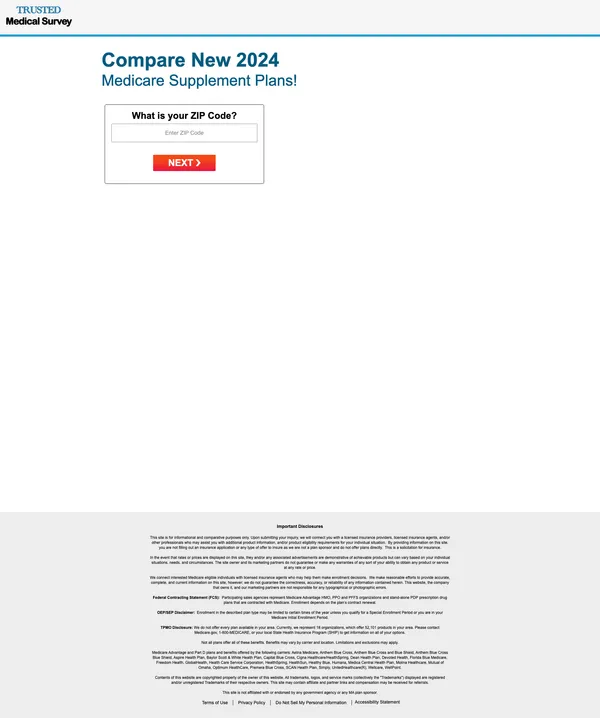 TRUSTED
Medical Survey
Compare New 2024
Medicare Supplement Plans!
What is your ZIP Code?
Enter ZIP Code
NEXT ❯
Important Disclosures
This site is for informational and comparative purposes only. Upon submitting your inquiry, we will connect you with a licensed insurance providers, licensed insurance agents, and/or
other professionals who may assist you with additional product information, and/or product eligibility requirements for your individual situation. By providing information on this site,
you are not filling out an insurance application or any type of offer to insure as we are not a plan sponsor and do not offer plans directly. This is a solicitation for insurance.
In the event that rates or prices are displayed on this site, they and/or any associated advertisements are demonstrative of achievable products but can vary based on your individual
situations, needs, and circumstances. The site owner and its marketing partners do not guarantee or make any warranties of any sort of your ability to obtain any product or service
at any rate or price.
We connect interested Medicare eligible individuals with licensed insurance agents who may help them make enrollment decisions. We make reasonable efforts to provide accurate,
complete, and current information on this site, however, we do not guarantee the correctness, accuracy, or reliability of any information contained herein. This website, the company
that owns it, and our marketing partners are not responsible for any typographical or photographic errors.
Federal Contracting Statement (FCS): Participating sales agencies represent Medicare Advantage HMO, PPO and PFFS organizations and stand-alone PDP prescription drug
plans that are contracted with Medicare. Enrollment depends on the plan's contract renewal.
OEP/SEP Disclaimer: Enrollment in the described plan type may be limited to certain times of the year unless you qualify for a Special Enrollment Period or you are in your
Medicare Initial Enrollment Period.
TPMO Disclosure: We do not offer every plan available in your area. Currently, we represent 18 organizations, which offer 52,101 products in your area. Please contact
Medicare.gov, 1-800-MEDICARE, or your local State Health Insurance Program (SHIP) to get information on all of your options.
Not all plans offer all of these benefits. Benefits may vary by carrier and location. Limitations and exclusions may apply.
Medicare Advantage and Part D plans and benefits offered by the following carriers: Aetna Medicare, Anthem Blue Cross, Anthem Blue Cross and Blue Shield, Anthem Blue Cross
Blue Shield, Aspire Health Plan, Baylor Scott & White Health Plan, Capital Blue Cross, Cigna Healthcare/HealthSpring, Dean Health Plan, Devoted Health, Florida Blue Medicare,
Freedom Health, GlobalHealth, Health Care Service Corporation, HealthSpring, HealthSun, Healthy Blue, Humana, Medica Central Health Plan, Molina Healthcare, Mutual of
Omaha, Optimum HealthCare, Premera Blue Cross, SCAN Health Plan, Simply, UnitedHealthcare(R), Wellcare, WellPoint
Contents of this website are copyrighted property of the owner of this website. All trademarks, logos, and service marks (collectively the "Trademarks") displayed are registered
and/or unregistered Trademarks of their respective owners. This site may contain affiliate and partner links and compensation may be received for referrals.
This site is not affiliated with or endorsed by any government agency or any MA plan sponsor.
Terms of Use | Privacy Policy | Do Not Sell My Personal Information | Accessibility Statement